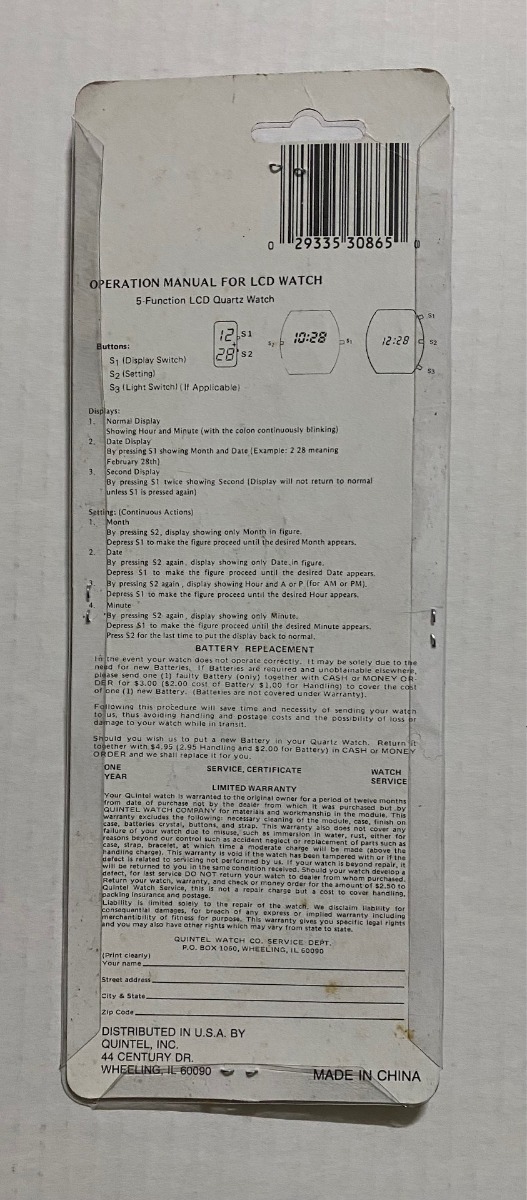 0 29335 30865 0
OPERATION MANUAL FOR LCD WATCH
5-Function LCD Quartz Watch
Buttons:
S1 (Display Switch)
S2 (Setting)
S3 (Light Switch) (If Applicable)
12 S1
28 S2
S2 10:28 S1
12:28 S1
S2
S3
Displays:
1. Normal Display
Showing Hour and Minute (with the colon continuously blinking)
2. Date Display
By pressing S1 showing Month and Date (Example: 2 28 meaning
February 28th)
3. Second Display
By pressing S1 twice showing Second (Display will not return to normal
unless S1 is pressed again)
Setting: (Continuous Actions)
1. Month
By pressing S2, display showing only Month in figure.
Depress S1 to make the figure proceed until the desired Month appears.
2. Date
By pressing S2 again, display showing only Date in figure.
Depress S1 to make the figure proceed until the desired Date appears.
3. By pressing S2 again, display showing Hour and A or P (for AM or PM).
Depress S1 to make the figure proceed until the desired Hour appears.
4. Minute
By pressing S2 again, display showing only Minute.
Depress S1 to make the figure proceed until the desired Minute appears.
Press S2 for the last time to put the display back to normal.
BATTERY REPLACEMENT
In the event your watch does not operate correctly. It may be solely due to the
need for new Batteries. If Batteries are required and unobtainable elsewhere,
please send one (1) faulty Battery (only) together with CASH or MONEY OR-
DER for $3.00 ($2.00 cost of Battery $1.00 for Handling) to cover the cost
of one (1) new Battery. (Batteries are not covered under Warranty).
Following this procedure will save time and necessity of sending your watch
to us, thus avoiding handling and postage costs and the possibility of loss or
damage to your watch while in transit.
Should you wish us to put a new Battery in your Quartz Watch. Return it
together with $4.95 (2.95 Handling and $2.00 for Battery) in CASH or MONEY
ORDER and we shall replace it for you.
ONE YEAR SERVICE, CERTIFICATE WATCH SERVICE
LIMITED WARRANTY
Your Quintel watch is warranted to the original owner for a period of twelve months
from date of purchase not by the dealer from which it was purchased but by
QUINTEL WATCH COMPANY for materials and workmanship in the module. This
warranty excludes the following: necessary cleaning of the module, case, finish on
case, batteries crystal, buttons, and strap. This warranty also does not cover any
failure of your watch due to misuse, such as immersion in water, rust, either for
reasons beyond our control such as accident neglect or replacement of parts such as
case, strap, bracelet, at which time a moderate charge will be made (above the
handling charge). This warranty is void if the watch has been tampered with or if the
defect is related to servicing not performed by us. If your watch is beyond repair, it
will be returned to you in the same condition received. Should your watch develop a
defect, for last service DO NOT return your watch to dealer from whom purchased.
Return your watch, warranty, and check or money order for the amount of $2.50 to
Quintel Watch Service, this is not a repair charge but a cost to cover handling,
packing insurance and postage.
Liability is limited solely to the repair of the watch. We disclaim liability for
consequential damages, for breach of any express or implied warranty including
merchantibility of fitness for purpose. This warranty gives you specific legal rights
and you may also have other rights which may vary from state to state.
QUINTEL WATCH CO. SERVICE DEPT.
P.O. BOX 1060, WHEELING, IL 60090
(Print clearly)
Your name
Street address
City & State
Zip Code
DISTRIBUTED IN U.S.A. BY
QUINTEL, INC.
44 CENTURY DR.
WHEELING, IL 60090
MADE IN CHINA